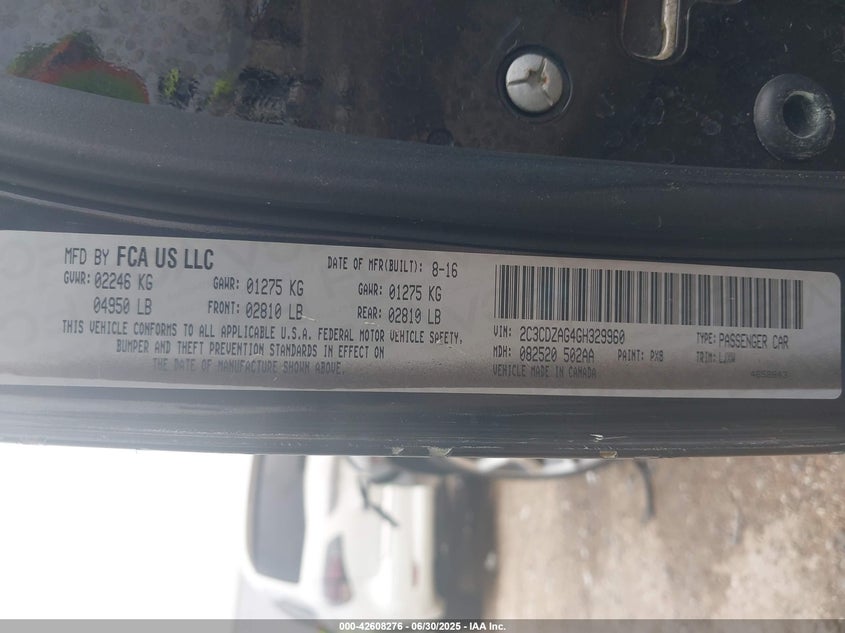 MFD BY FCA US LLC DATE OF MFR(BUILT): 8-16
GVWR: 02246 KG GAWR: 01275 KG GAWR: 01275 KG
04950 LB FRONT: 02810 LB REAR: 02810 LB
THIS VEHICLE CONFORMS TO ALL APPLICABLE U.S.A. FEDERAL MOTOR VEHICLE SAFETY,
BUMPER AND THEFT PREVENTION STANDARDS IN EFFECT ON
THE DATE OF MANUFACTURE SHOWN ABOVE.
VIN: 2C3CDZAG4GH329960 TYPE: PASSENGER CAR
MDH: 082520 502AA PAINT: PX8 TRIM:
VEHICLE MADE IN CANADA
000-42608276 - 06/30/2025 - IAA Inc.